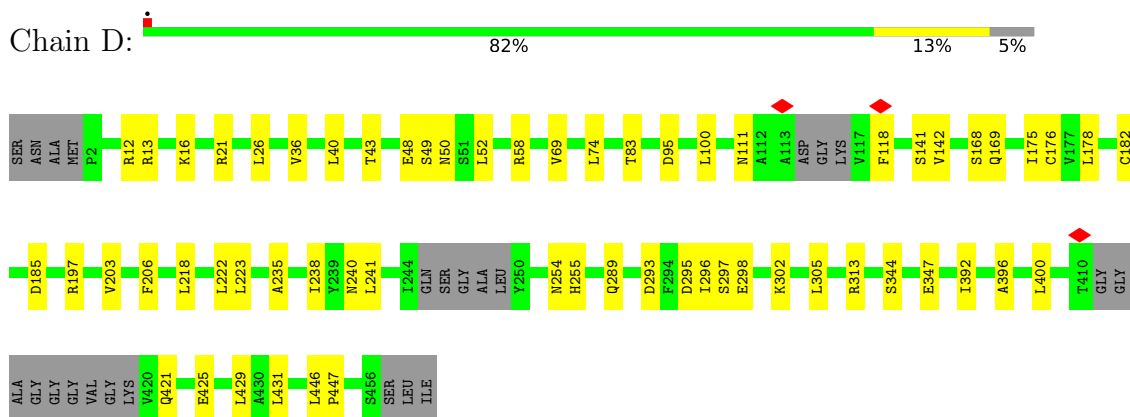 Chain D:
82% 13% 5%
SER ASN ALA MET P2 R12 R13 K16 R21 L26 V36 L40 T43 E48 S49 N50 S51 L52 R58 V69 L74 T83 D95 L100 N111 A112 A113 ASP GLY LYS V117 F118 S141 V142 S168 Q169 I175 C176 V177 L178 C182
D185 R197 V203 F206 L218 L222 L223 A235 I238 Y239 N240 L241 I244 GLN SER GLY ALA LEU Y250 N254 H255 Q289 D293 F294 D295 I296 S297 E298 K302 L305 R313 S344 E347 I392 A396 L400 T410 GLY GLY
ALA GLY GLY GLY VAL GLY LYS V420 Q421 E425 L429 A430 L431 L446 P447 S456 SER LEU ILE